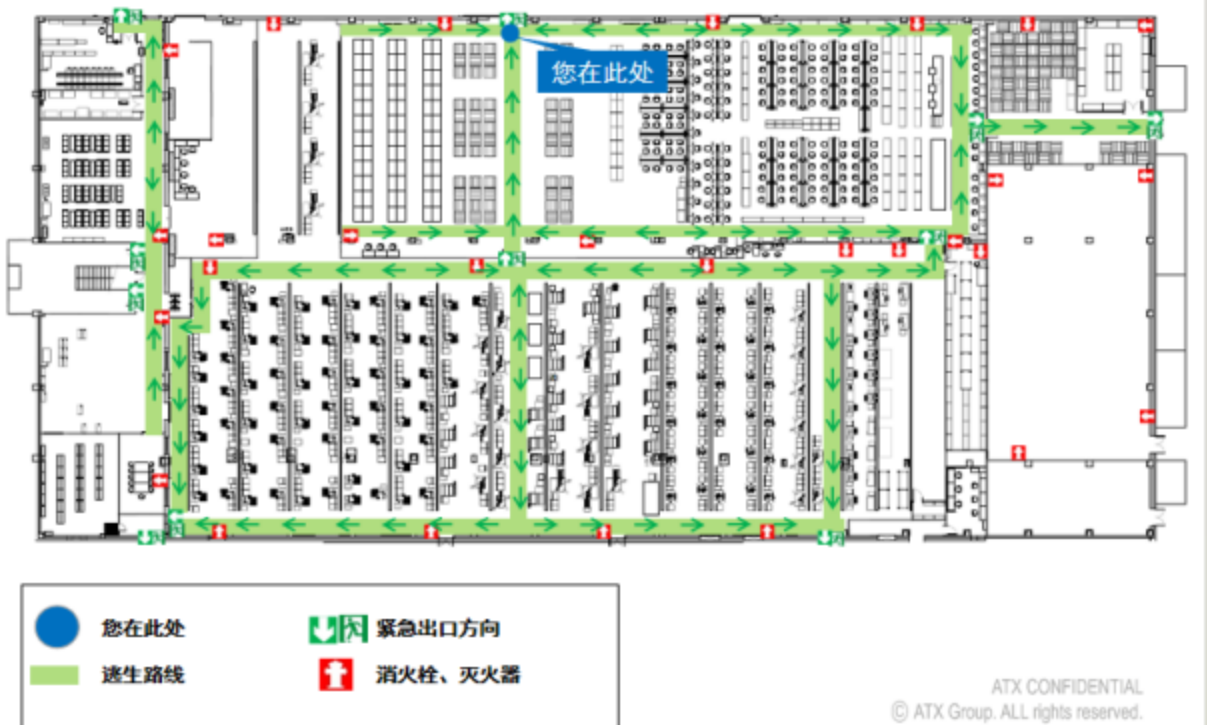 您在此处
您在此处
紧急出口方向
逃生路线
消火栓、灭火器
ATX CONFIDENTIAL
© ATX Group. ALL rights reserved.